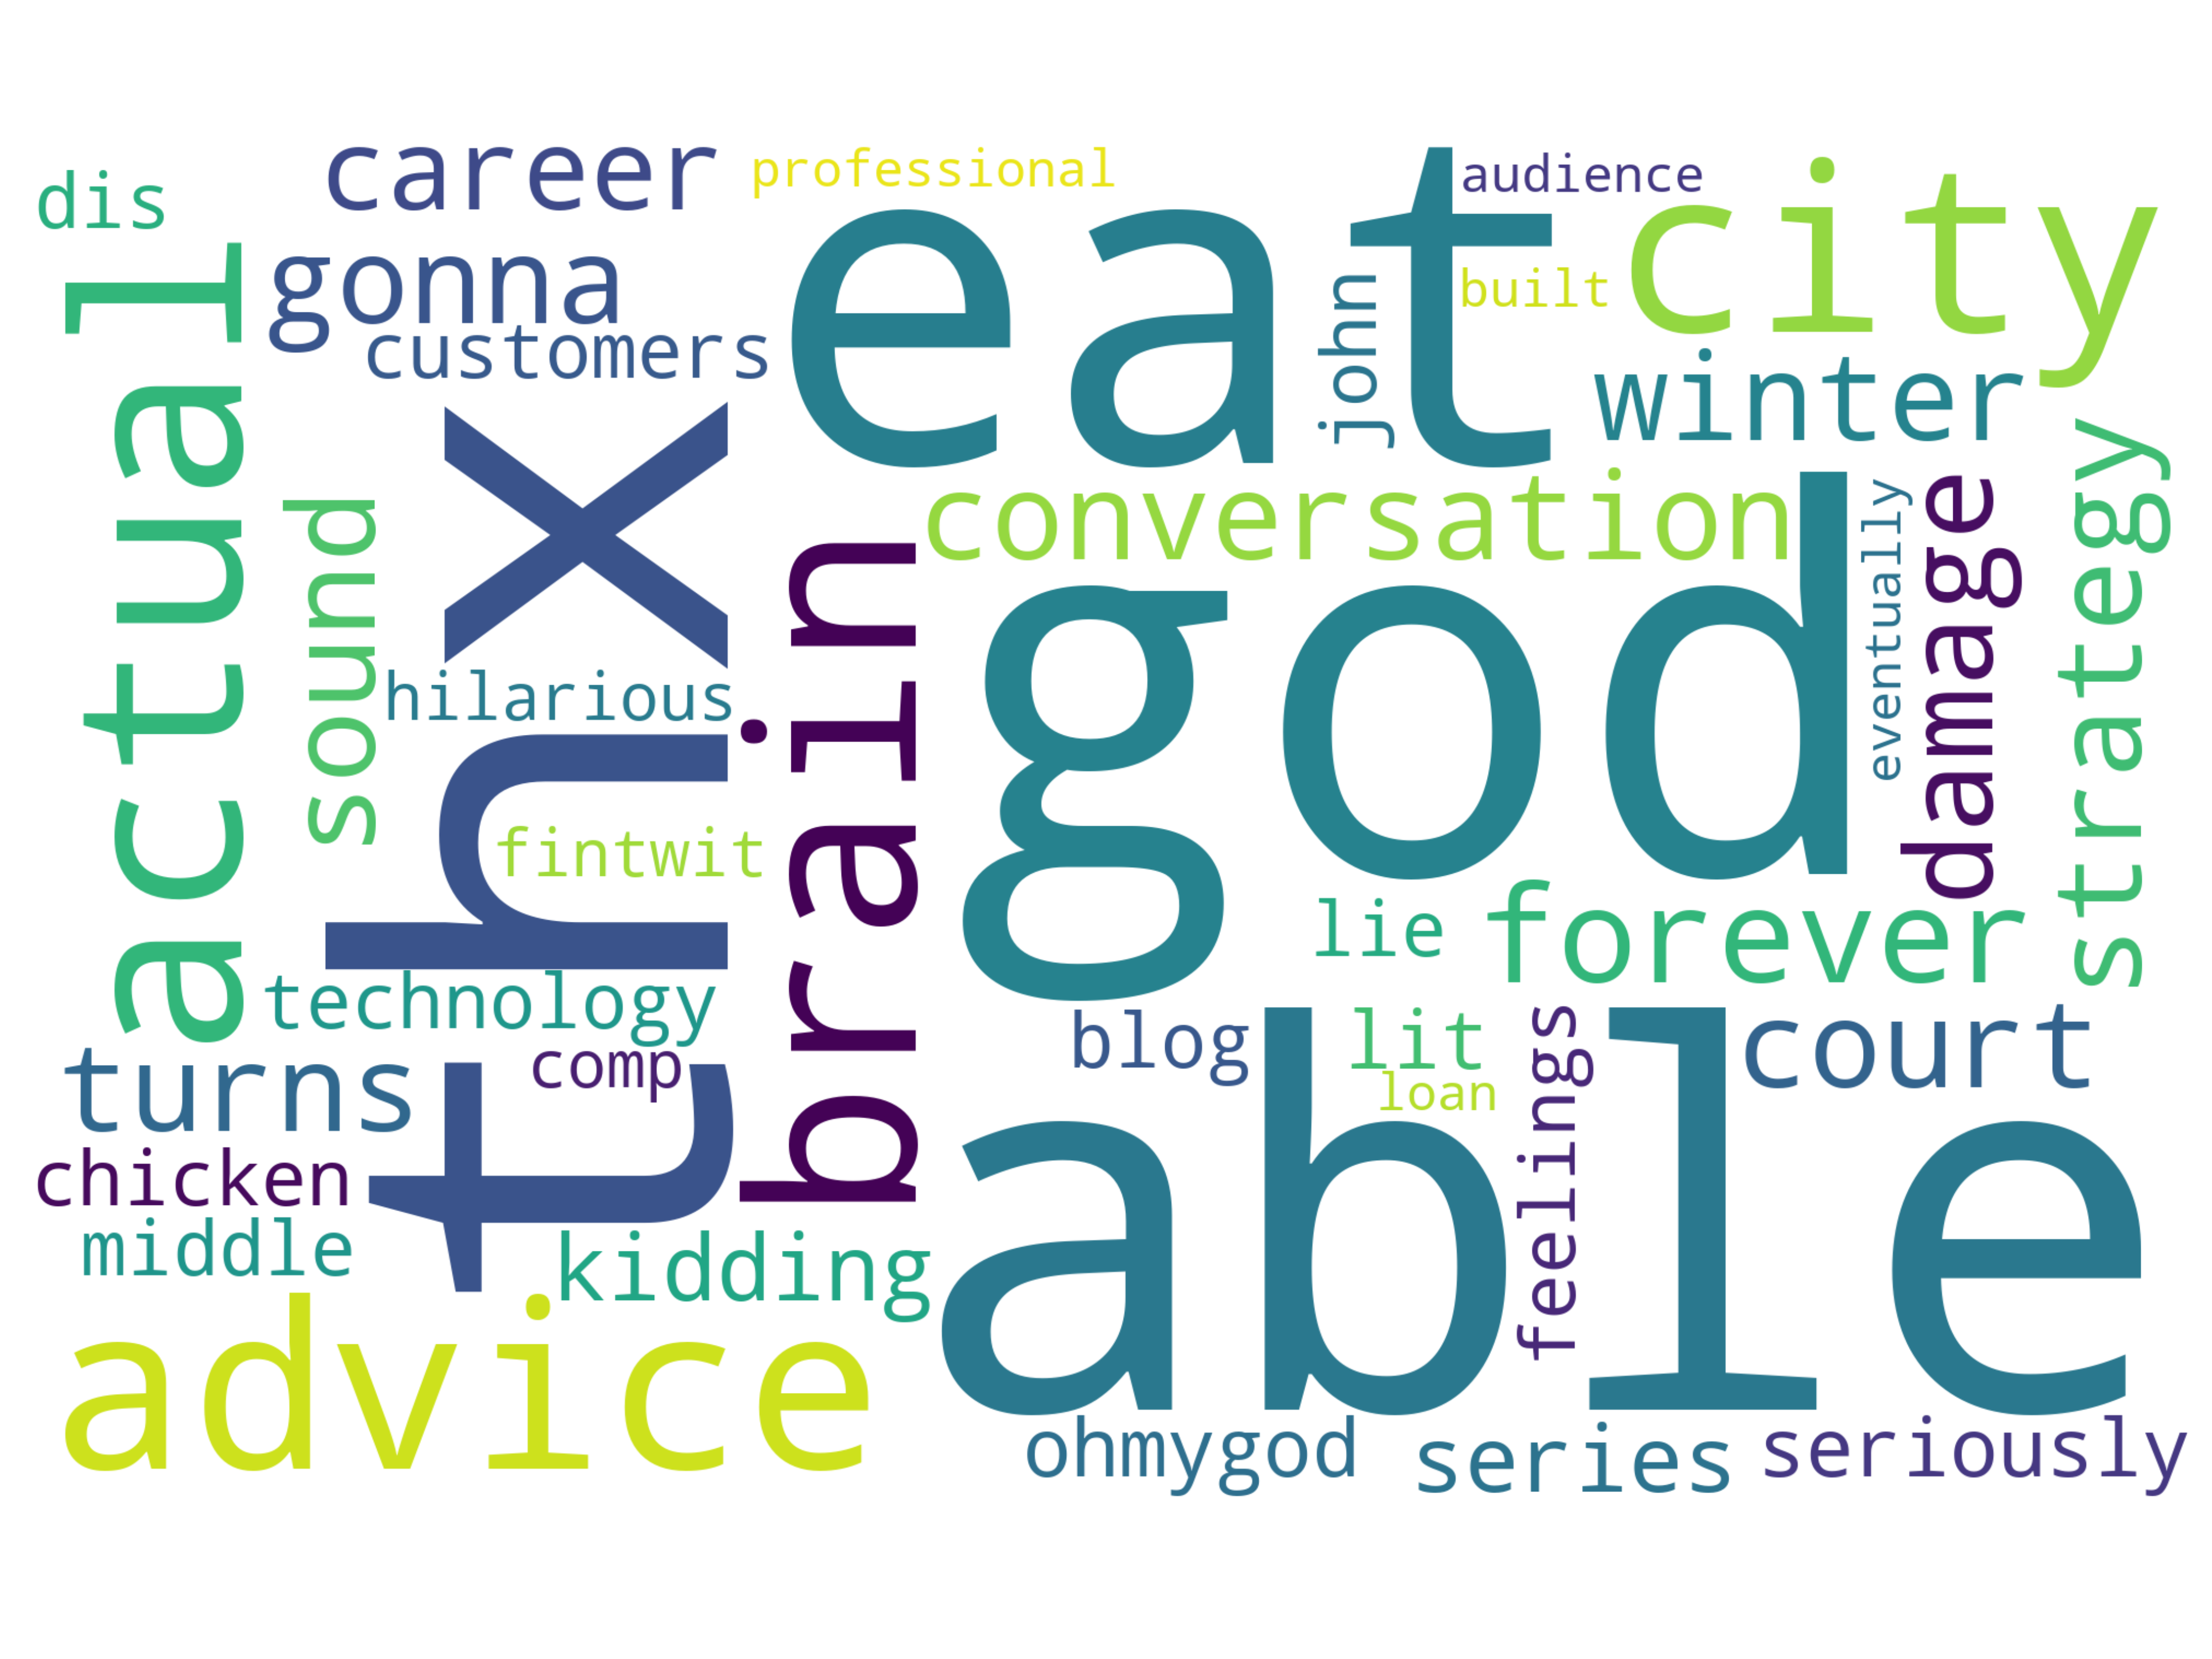 dis
career
professional
audience
city
eat
gonna
customers
john
built
winter
actual
sound
thx
conversation
strategy
damage
eventually
hilarious
brain
god
fintwit
lie
forever
technology
comp
blog
lit
loan
feelings
court
turns
chicken
middle
kidding
able
advice
ohmygod
series
seriously